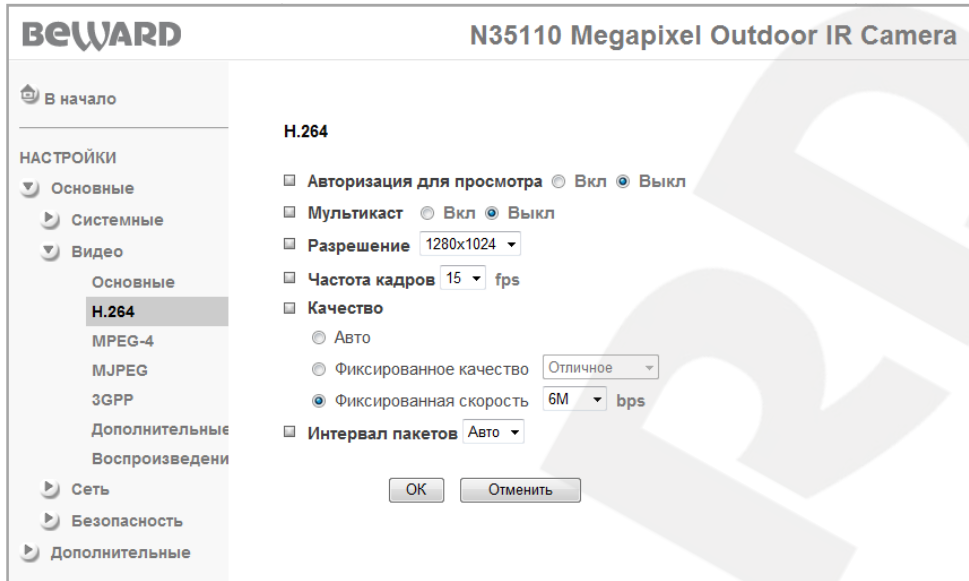 BEWARD
N35110 Megapixel Outdoor IR Camera
В начало
НАСТРОЙКИ
Основные
Системные
Видео
Основные
H.264
MPEG-4
MJPEG
3GPP
Дополнительные
Воспроизведени
Сеть
Безопасность
Дополнительные
H.264
Авторизация для просмотра Вкл Выкл
Мультикаст Вкл Выкл
Разрешение 1280x1024
Частота кадров 15 fps
Качество
Авто
Фиксированное качество Отличное
Фиксированная скорость 6M bps
Интервал пакетов Авто
OK Отменить